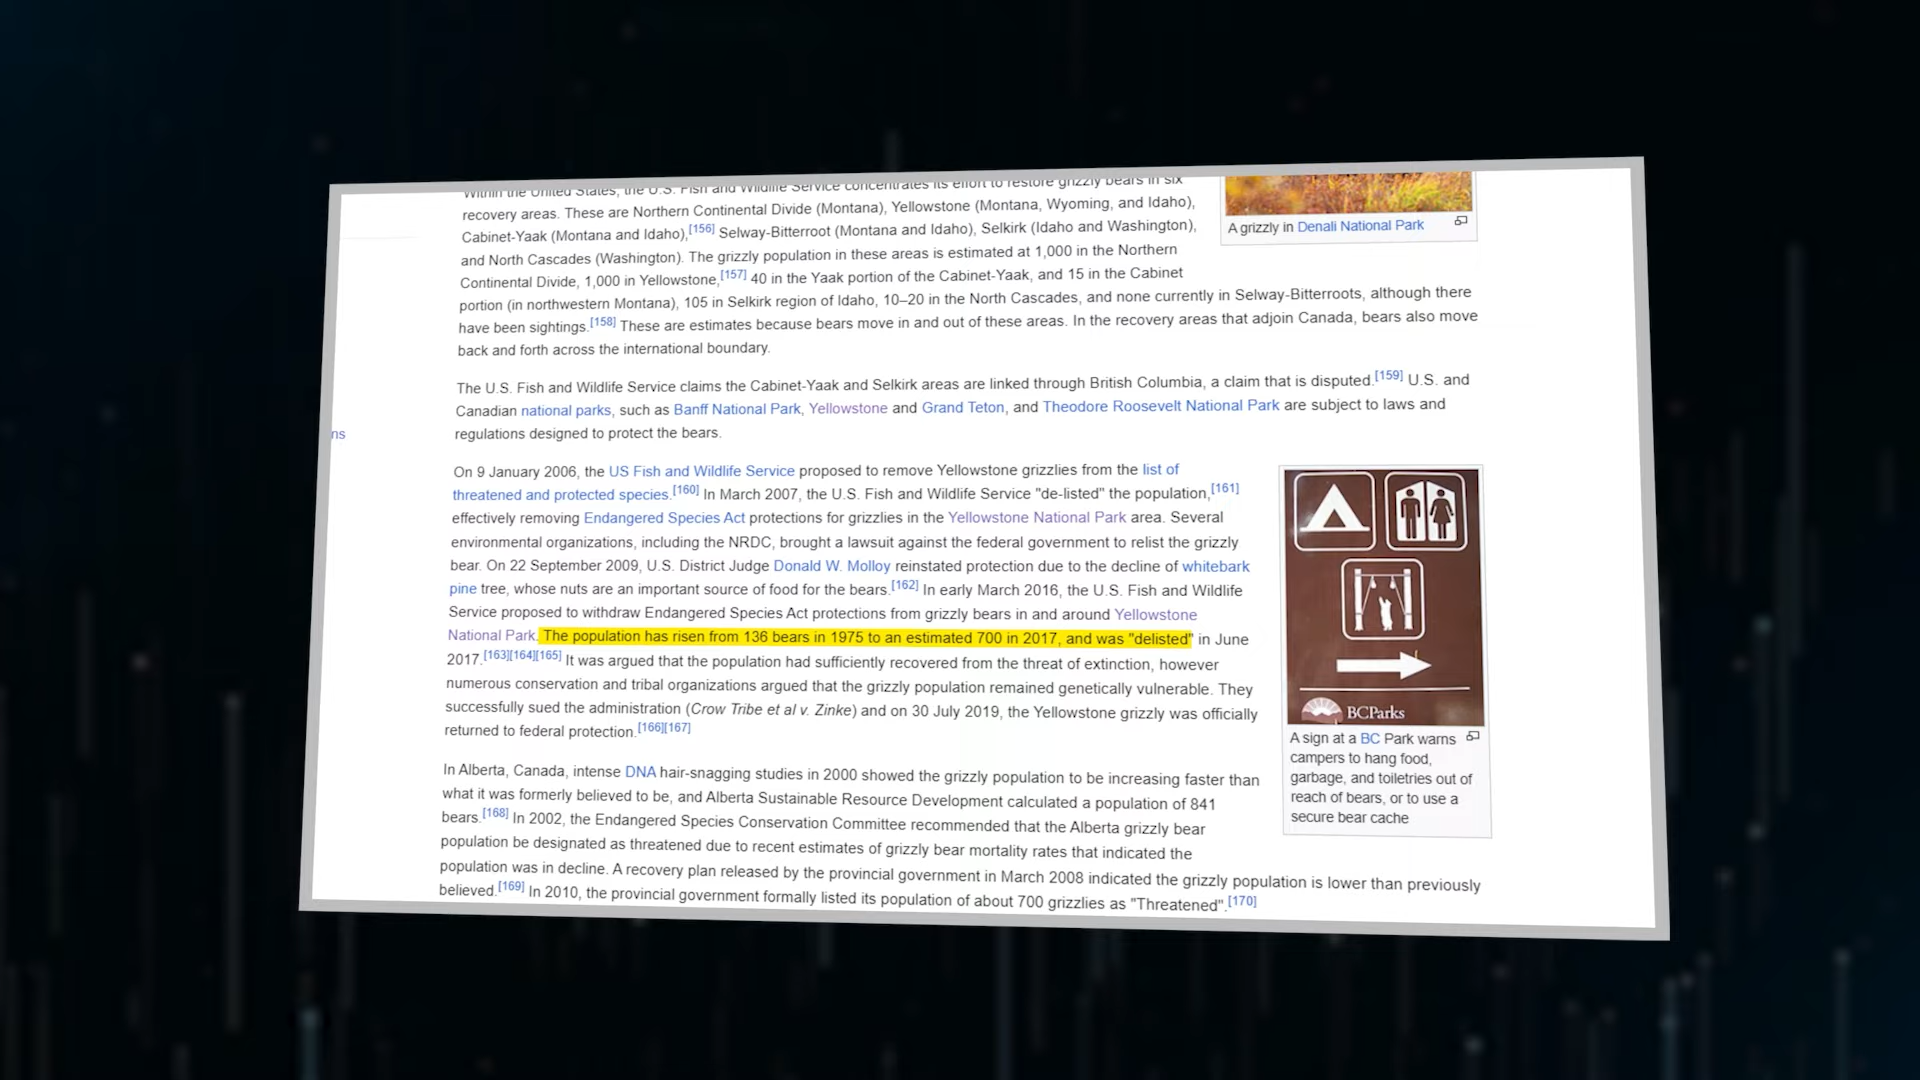 Within the United States, the U.S. Fish and Wildlife Service concentrates its effort to restore grizzly bears in six
recovery areas. These are Northern Continental Divide (Montana), Yellowstone (Montana, Wyoming, and Idaho),
Cabinet-Yaak (Montana and Idaho),[156] Selway-Bitterroot (Montana and Idaho), Selkirk (Idaho and Washington),
and North Cascades (Washington). The grizzly population in these areas is estimated at 1,000 in the Northern
Continental Divide, 1,000 in Yellowstone,[157] 40 in the Yaak portion of the Cabinet-Yaak, and 15 in the Cabinet
portion (in northwestern Montana), 105 in Selkirk region of Idaho, 10–20 in the North Cascades, and none currently in Selway-Bitterroots, although there
have been sightings.[158] These are estimates because bears move in and out of these areas. In the recovery areas that adjoin Canada, bears also move
back and forth across the international boundary.
A grizzly in Denali National Park
The U.S. Fish and Wildlife Service claims the Cabinet-Yaak and Selkirk areas are linked through British Columbia, a claim that is disputed.[159] U.S. and
Canadian national parks, such as Banff National Park, Yellowstone and Grand Teton, and Theodore Roosevelt National Park are subject to laws and
regulations designed to protect the bears.
ns
On 9 January 2006, the US Fish and Wildlife Service proposed to remove Yellowstone grizzlies from the list of
threatened and protected species.[160] In March 2007, the U.S. Fish and Wildlife Service "de-listed" the population,[161]
effectively removing Endangered Species Act protections for grizzlies in the Yellowstone National Park area. Several
environmental organizations, including the NRDC, brought a lawsuit against the federal government to relist the grizzly
bear. On 22 September 2009, U.S. District Judge Donald W. Molloy reinstated protection due to the decline of whitebark
pine tree, whose nuts are an important source of food for the bears.[162] In early March 2016, the U.S. Fish and Wildlife
Service proposed to withdraw Endangered Species Act protections from grizzly bears in and around Yellowstone
National Park. The population has risen from 136 bears in 1975 to an estimated 700 in 2017, and was "delisted" in June
2017.[163][164][165] It was argued that the population had sufficiently recovered from the threat of extinction, however
numerous conservation and tribal organizations argued that the grizzly population remained genetically vulnerable. They
successfully sued the administration (Crow Tribe et al v. Zinke) and on 30 July 2019, the Yellowstone grizzly was officially
returned to federal protection.[166][167]
BCParks
A sign at a BC Park warns
campers to hang food,
garbage, and toiletries out of
reach of bears, or to use a
secure bear cache
In Alberta, Canada, intense DNA hair-snagging studies in 2000 showed the grizzly population to be increasing faster than
what it was formerly believed to be, and Alberta Sustainable Resource Development calculated a population of 841
bears.[168] In 2002, the Endangered Species Conservation Committee recommended that the Alberta grizzly bear
population be designated as threatened due to recent estimates of grizzly bear mortality rates that indicated the
population was in decline. A recovery plan released by the provincial government in March 2008 indicated the grizzly population is lower than previously
believed.[169] In 2010, the provincial government formally listed its population of about 700 grizzlies as "Threatened".[170]